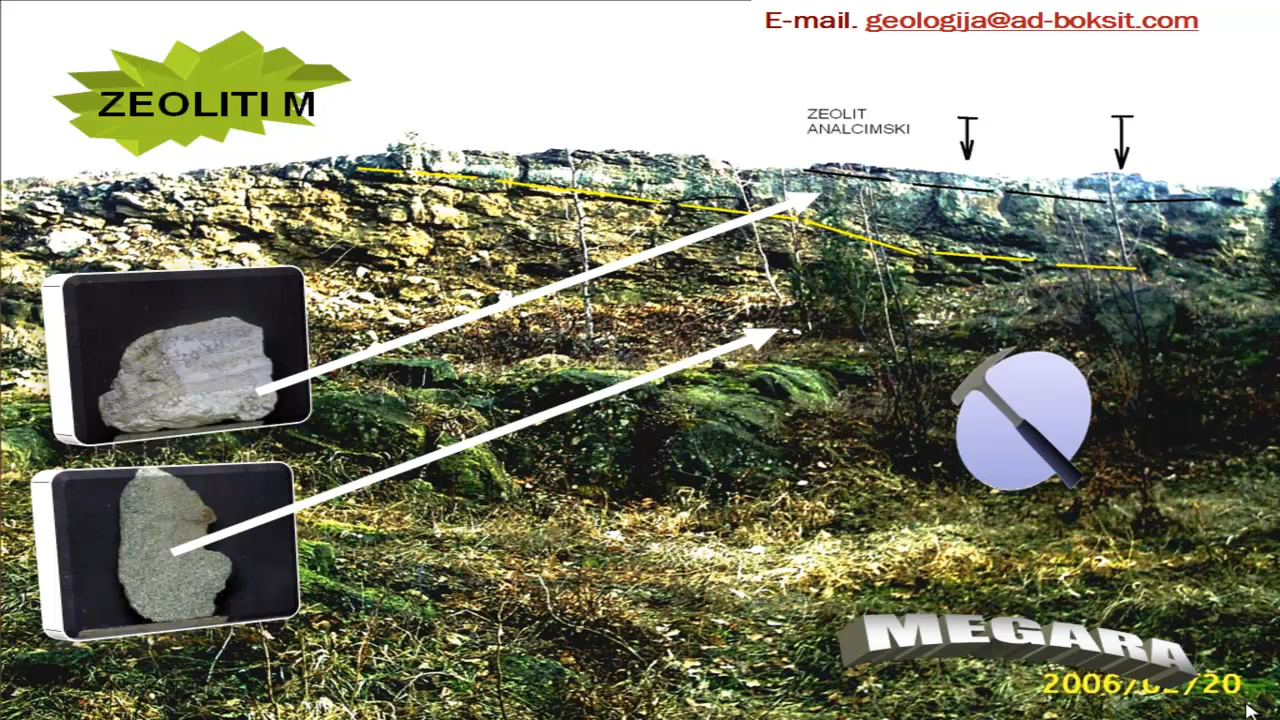 E-mail. geologija@ad-boksit.com
ZEOLITI M
ZEOLIT
ANALCIMSKI
MEGARA